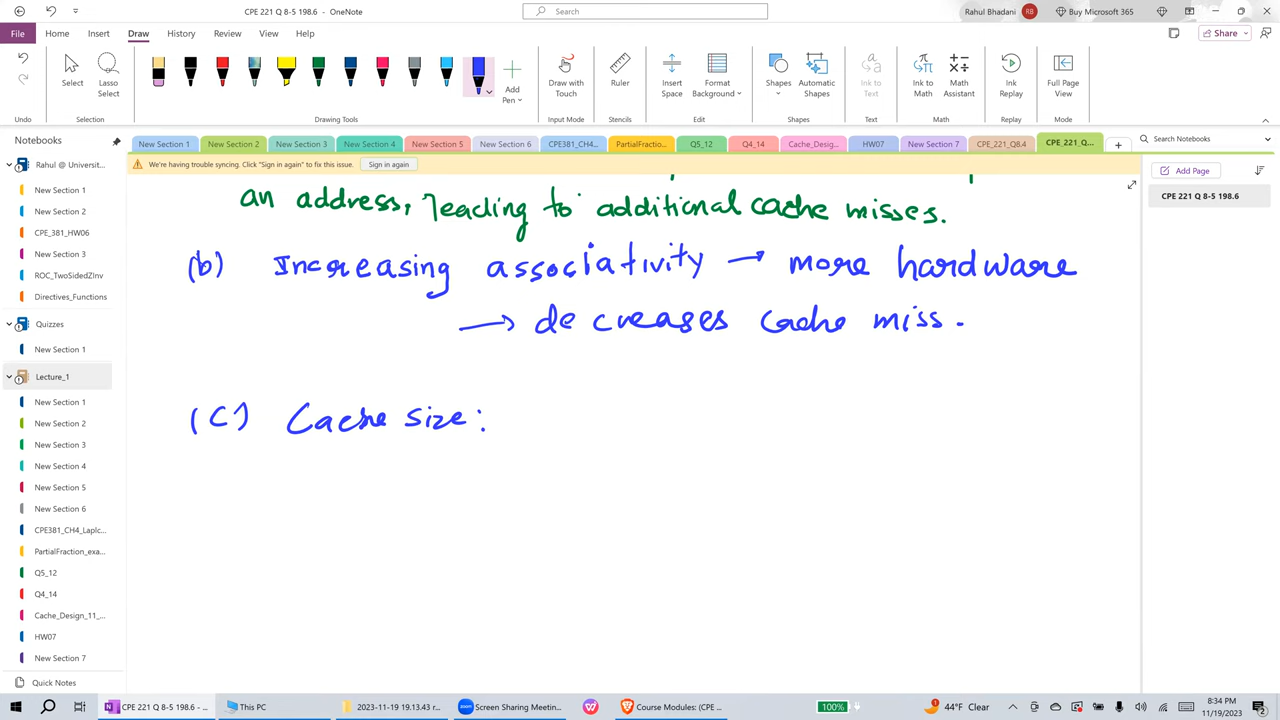 CPE 221 Q 8-5 198.6 - OneNote
Search
Rahul Bhadani RB
Buy Microsoft 365
File Home Insert Draw History Review View Help
Share
Select
Lasso Select
Add Pen
Draw with Touch
Ruler
Insert Space
Format Background
Shapes
Automatic Shapes
Ink to Text
Ink to Math
Math Assistant
Ink Replay
Full Page View
Undo Selection Drawing Tools Input Mode Stencils Edit Shapes Text Math Replay Mode
Notebooks
New Section 1 New Section 2 New Section 3 New Section 4 New Section 5 New Section 6 CPE381_CH4... PartialFractio... Q5_12 Q4_14 Cache_Desig... HW07 New Section 7 CPE_221_Q8.4 CPE_221_Q...
Search Notebooks
We're having trouble syncing. Click "Sign in again" to fix this issue. Sign in again
Add Page
CPE 221 Q 8-5 198.6
Rahul @ Universit...
New Section 1
New Section 2
CPE_381_HW06
New Section 3
ROC_TwoSidedZInv
Directives_Functions
Quizzes
New Section 1
Lecture_1
New Section 1
New Section 2
New Section 3
New Section 4
New Section 5
New Section 6
CPE381_CH4_Laplc...
PartialFraction_exa...
Q5_12
Q4_14
Cache_Design_11_...
HW07
New Section 7
Quick Notes
an address, leading to additional cache misses.
(b) Increasing associativity → more hardware
→ decreases cache miss.
(C) Cache size:
CPE 221 Q 8-5 198.6 - ...
This PC
2023-11-19 19.13.43 r...
Screen Sharing Meetin...
Course Modules: (CPE ...
100%
44°F Clear
8:34 PM
11/19/2023
2